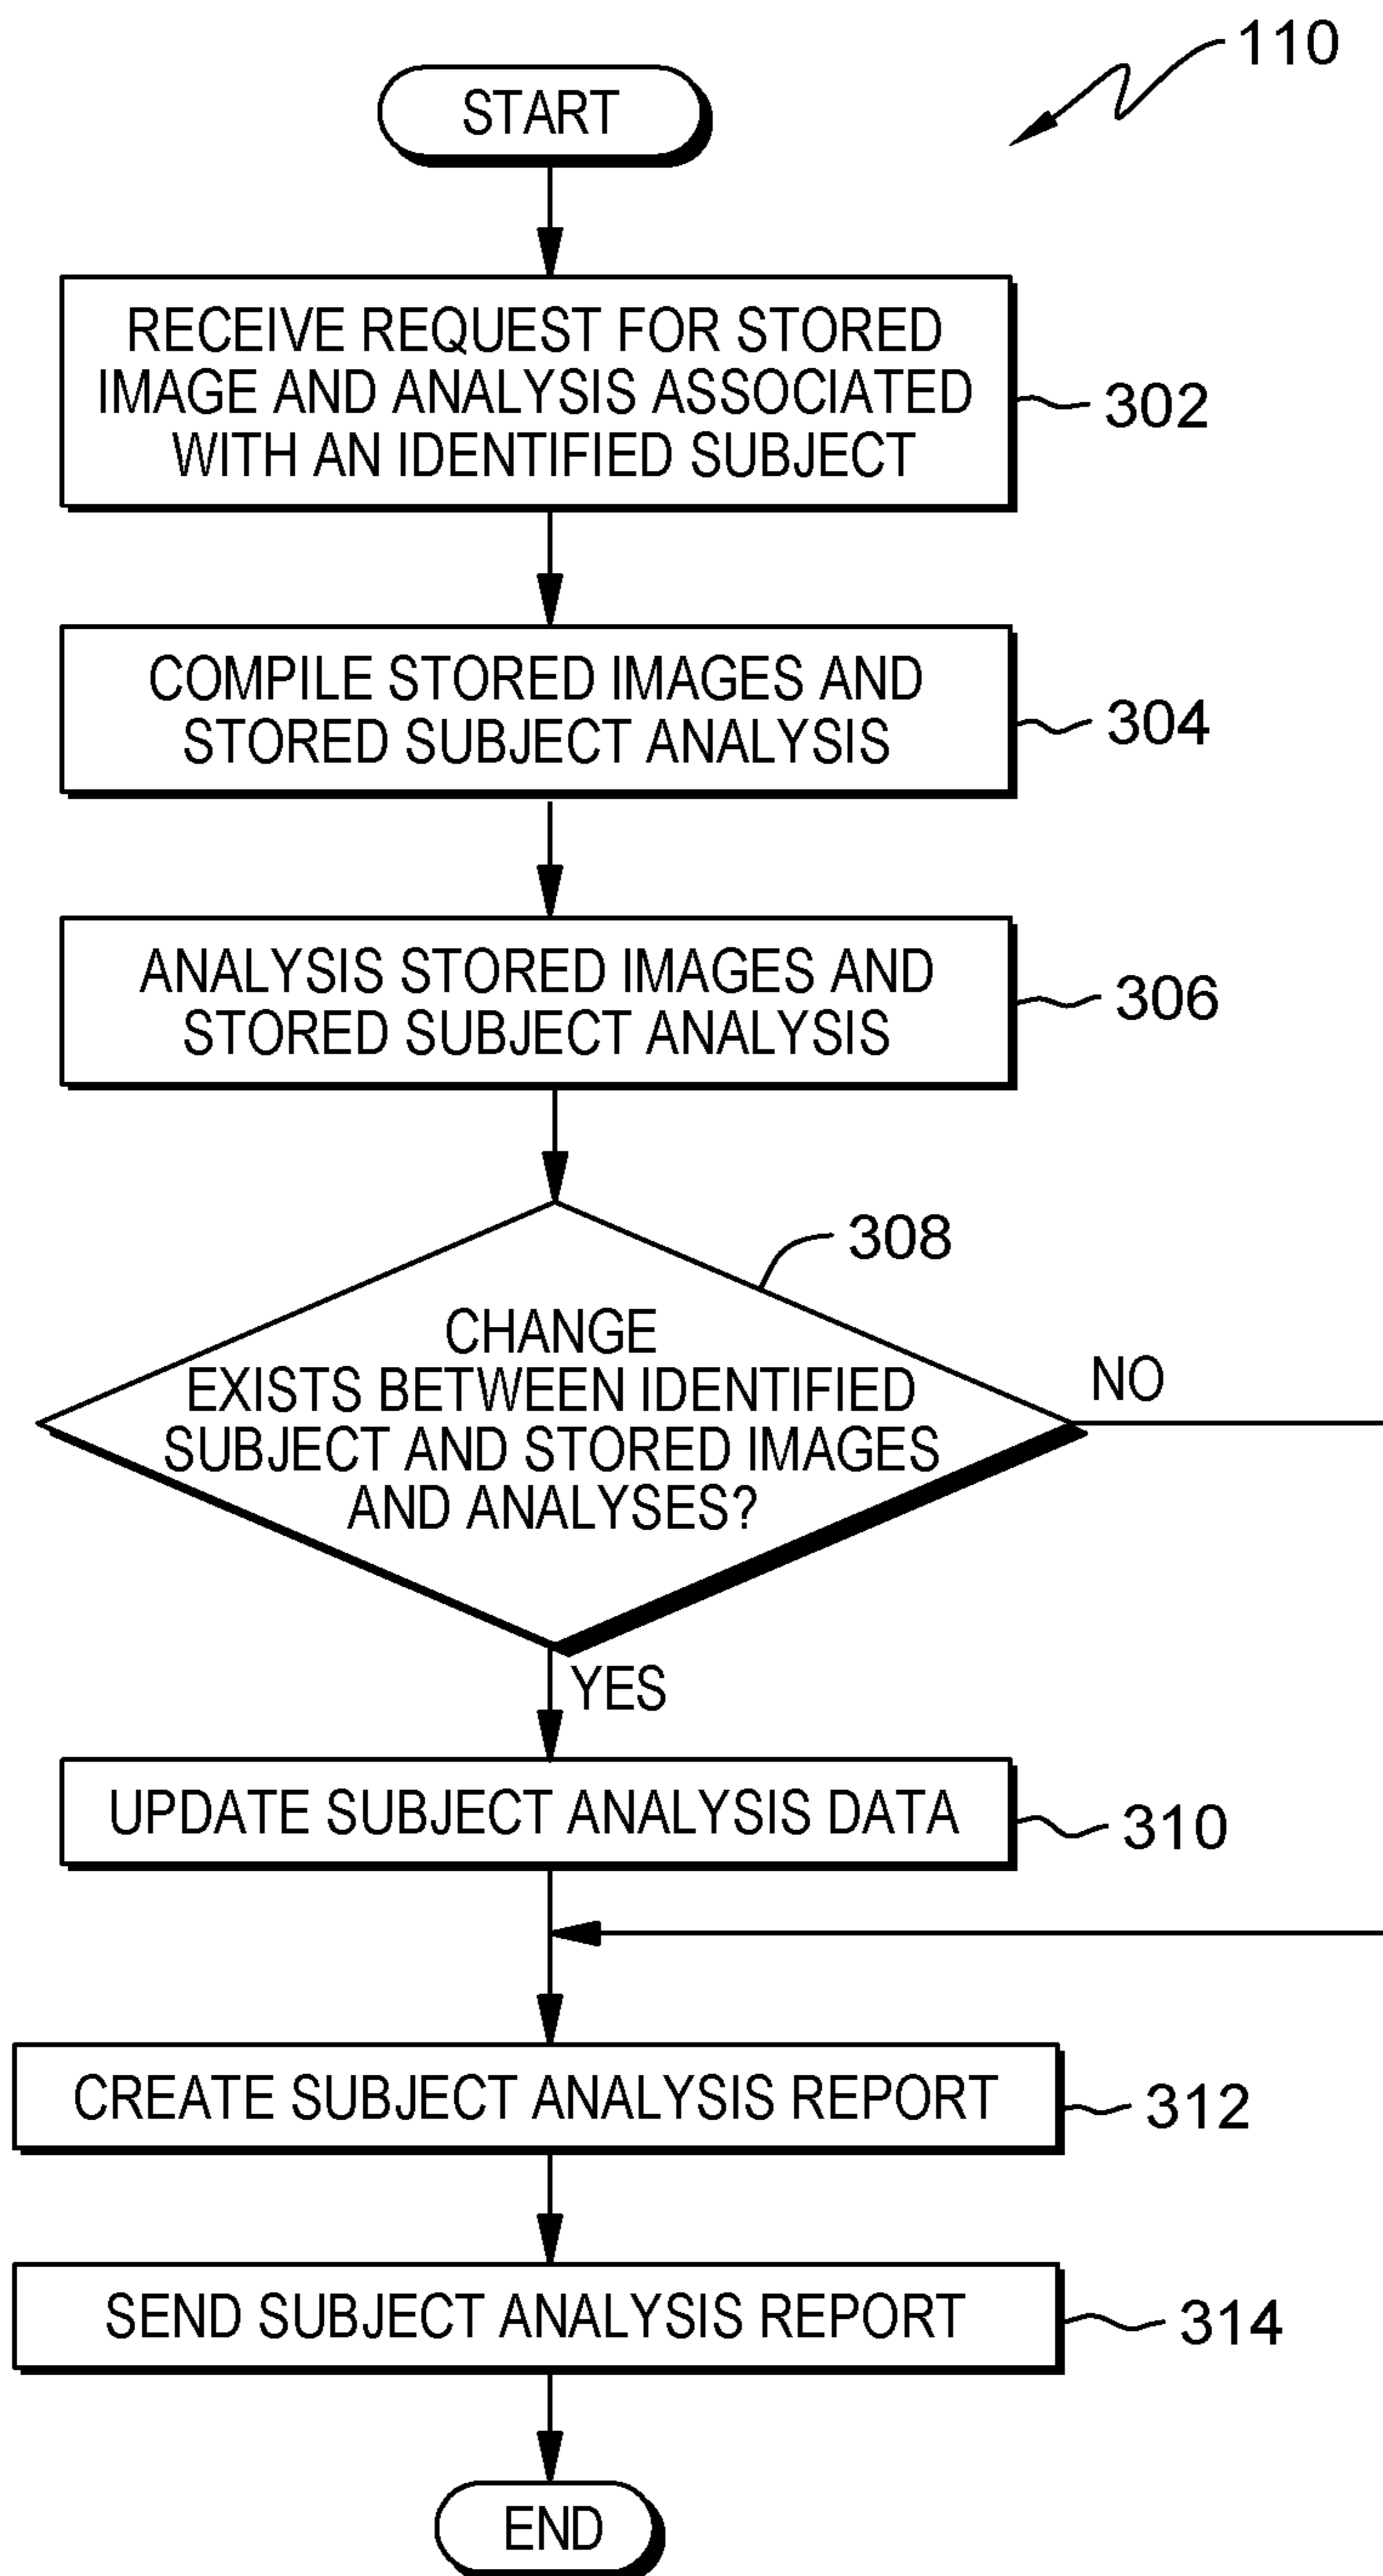 110
START
RECEIVE REQUEST FOR STORED
IMAGE AND ANALYSIS ASSOCIATED
WITH AN IDENTIFIED SUBJECT
302
COMPILE STORED IMAGES AND
STORED SUBJECT ANALYSIS
304
ANALYSIS STORED IMAGES AND
STORED SUBJECT ANALYSIS
306
308
CHANGE
EXISTS BETWEEN IDENTIFIED
SUBJECT AND STORED IMAGES
AND ANALYSES?
NO
YES
UPDATE SUBJECT ANALYSIS DATA
310
CREATE SUBJECT ANALYSIS REPORT
312
SEND SUBJECT ANALYSIS REPORT
314
END